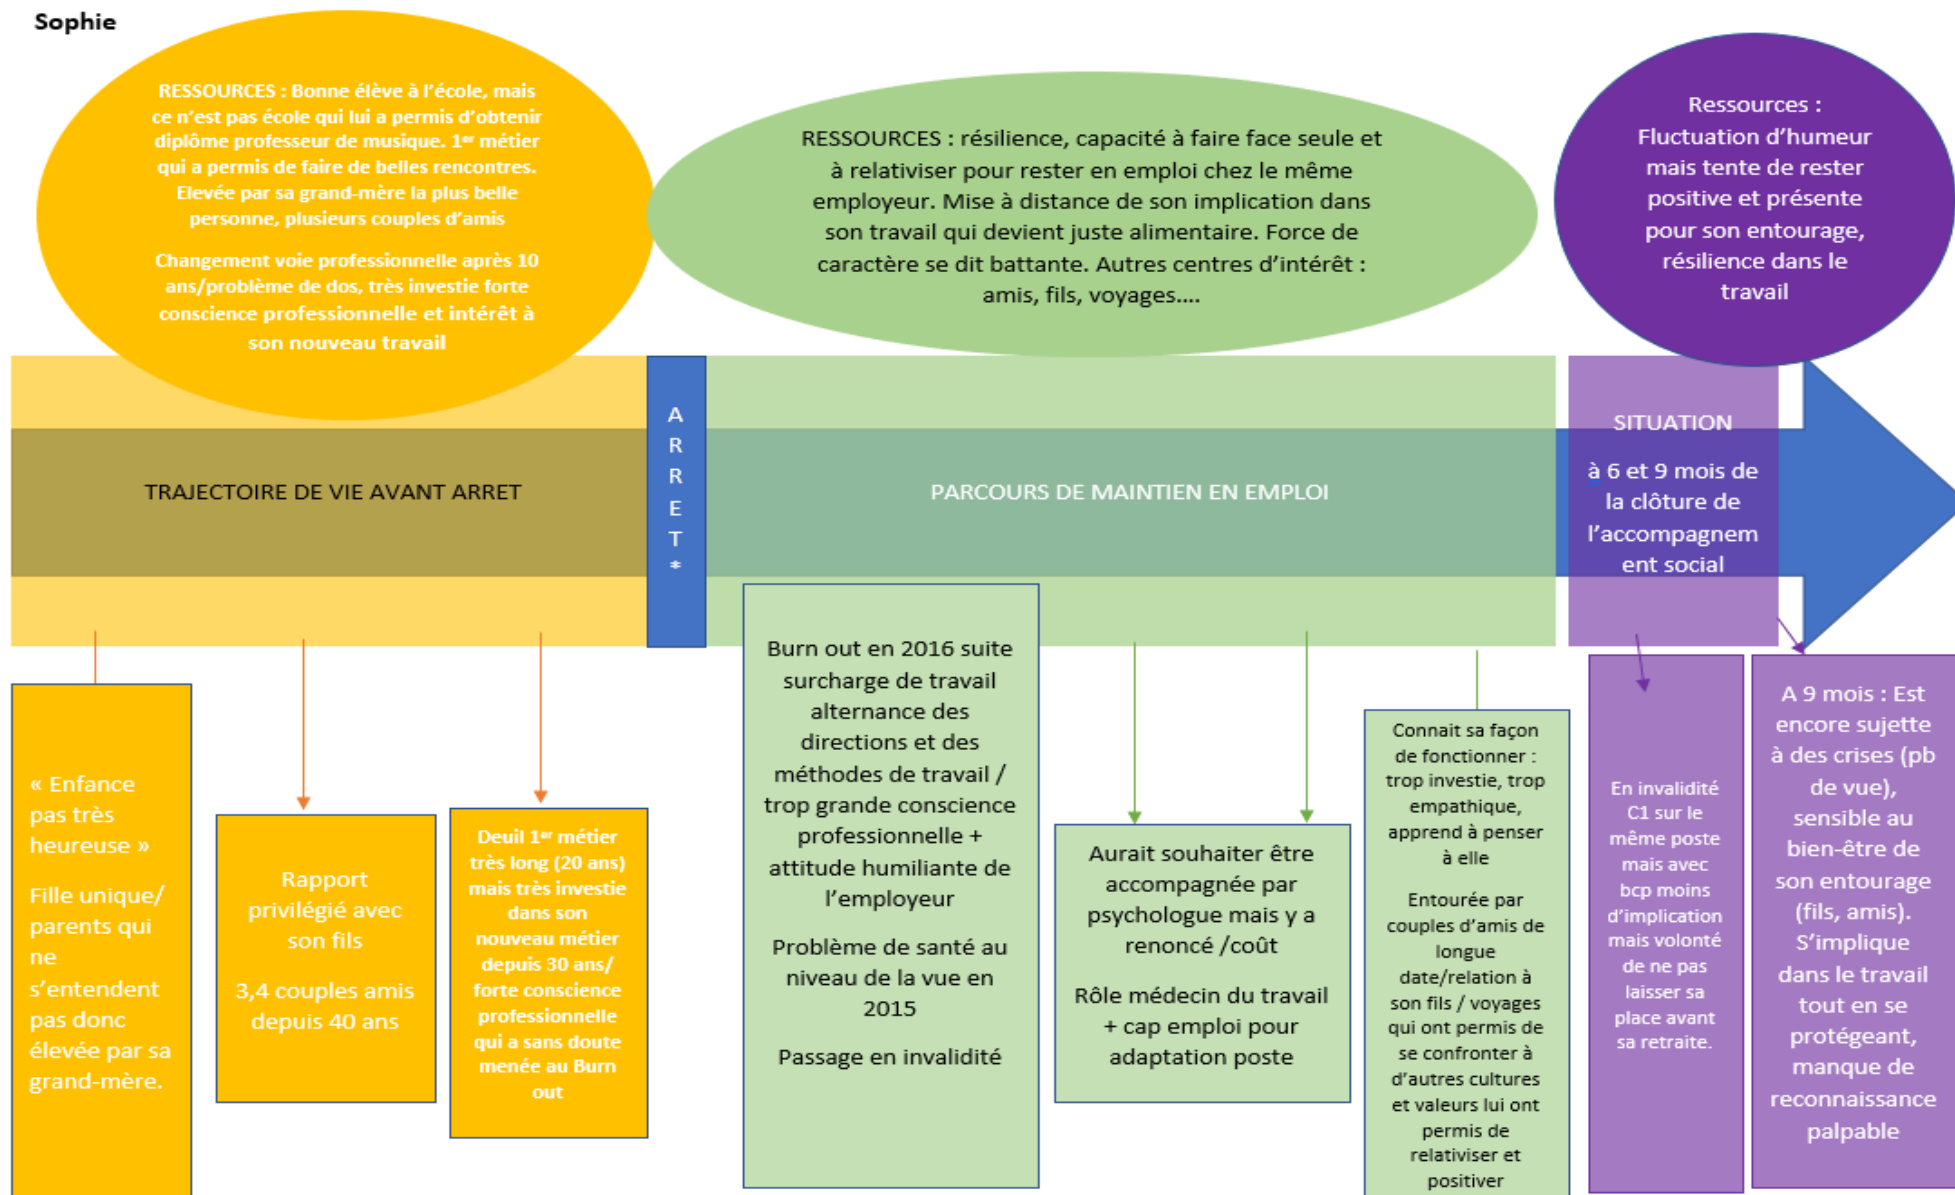 Sophie
RESSOURCES : Bonne élève à l’école, mais
ce n’est pas école qui lui a permis d’obtenir
diplôme professeur de musique. 1er métier
qui a permis de faire de belles rencontres.
Elevée par sa grand-mère la plus belle
personne, plusieurs couples d’amis
Changement voie professionnelle après 10
ans/problème de dos, très investie forte
conscience professionnelle et intérêt à
son nouveau travail
RESSOURCES : résilience, capacité à faire face seule et
à relativiser pour rester en emploi chez le même
employeur. Mise à distance de son implication dans
son travail qui devient juste alimentaire. Force de
caractère se dit battante. Autres centres d’intérêt :
amis, fils, voyages....
Ressources :
Fluctuation d’humeur
mais tente de rester
positive et présente
pour son entourage,
résilience dans le
travail
TRAJECTOIRE DE VIE AVANT ARRET
A
R
R
E
T
*
PARCOURS DE MAINTIEN EN EMPLOI
SITUATION
à 6 et 9 mois de
la clôture de
l’accompagnem
ent social
« Enfance
pas très
heureuse »
Fille unique/
parents qui
ne
s’entendent
pas donc
élevée par sa
grand-mère.
Rapport
privilégié avec
son fils
3,4 couples amis
depuis 40 ans
Deuil 1er métier
très long (20 ans)
mais très investie
dans son
nouveau métier
depuis 30 ans/
forte conscience
professionnelle
qui a sans doute
menée au Burn
out
Burn out en 2016 suite
surcharge de travail
alternance des
directions et des
méthodes de travail /
trop grande conscience
professionnelle +
attitude humiliante de
l’employeur
Problème de santé au
niveau de la vue en
2015
Passage en invalidité
Aurait souhaiter être
accompagnée par
psychologue mais y a
renoncé /coût
Rôle médecin du travail
+ cap emploi pour
adaptation poste
Connait sa façon
de fonctionner :
trop investie, trop
empathique,
apprend à penser
à elle
Entourée par
couples d’amis de
longue
date/relation à
son fils / voyages
qui ont permis de
se confronter à
d’autres cultures
et valeurs lui ont
permis de
relativiser et
positiver
En invalidité
C1 sur le
même poste
mais avec
bcp moins
d’implication
mais volonté
de ne pas
laisser sa
place avant
sa retraite.
A 9 mois : Est
encore sujette
à des crises (pb
de vue),
sensible au
bien-être de
son entourage
(fils, amis).
S’implique
dans le travail
tout en se
protégeant,
manque de
reconnaissance
palpable